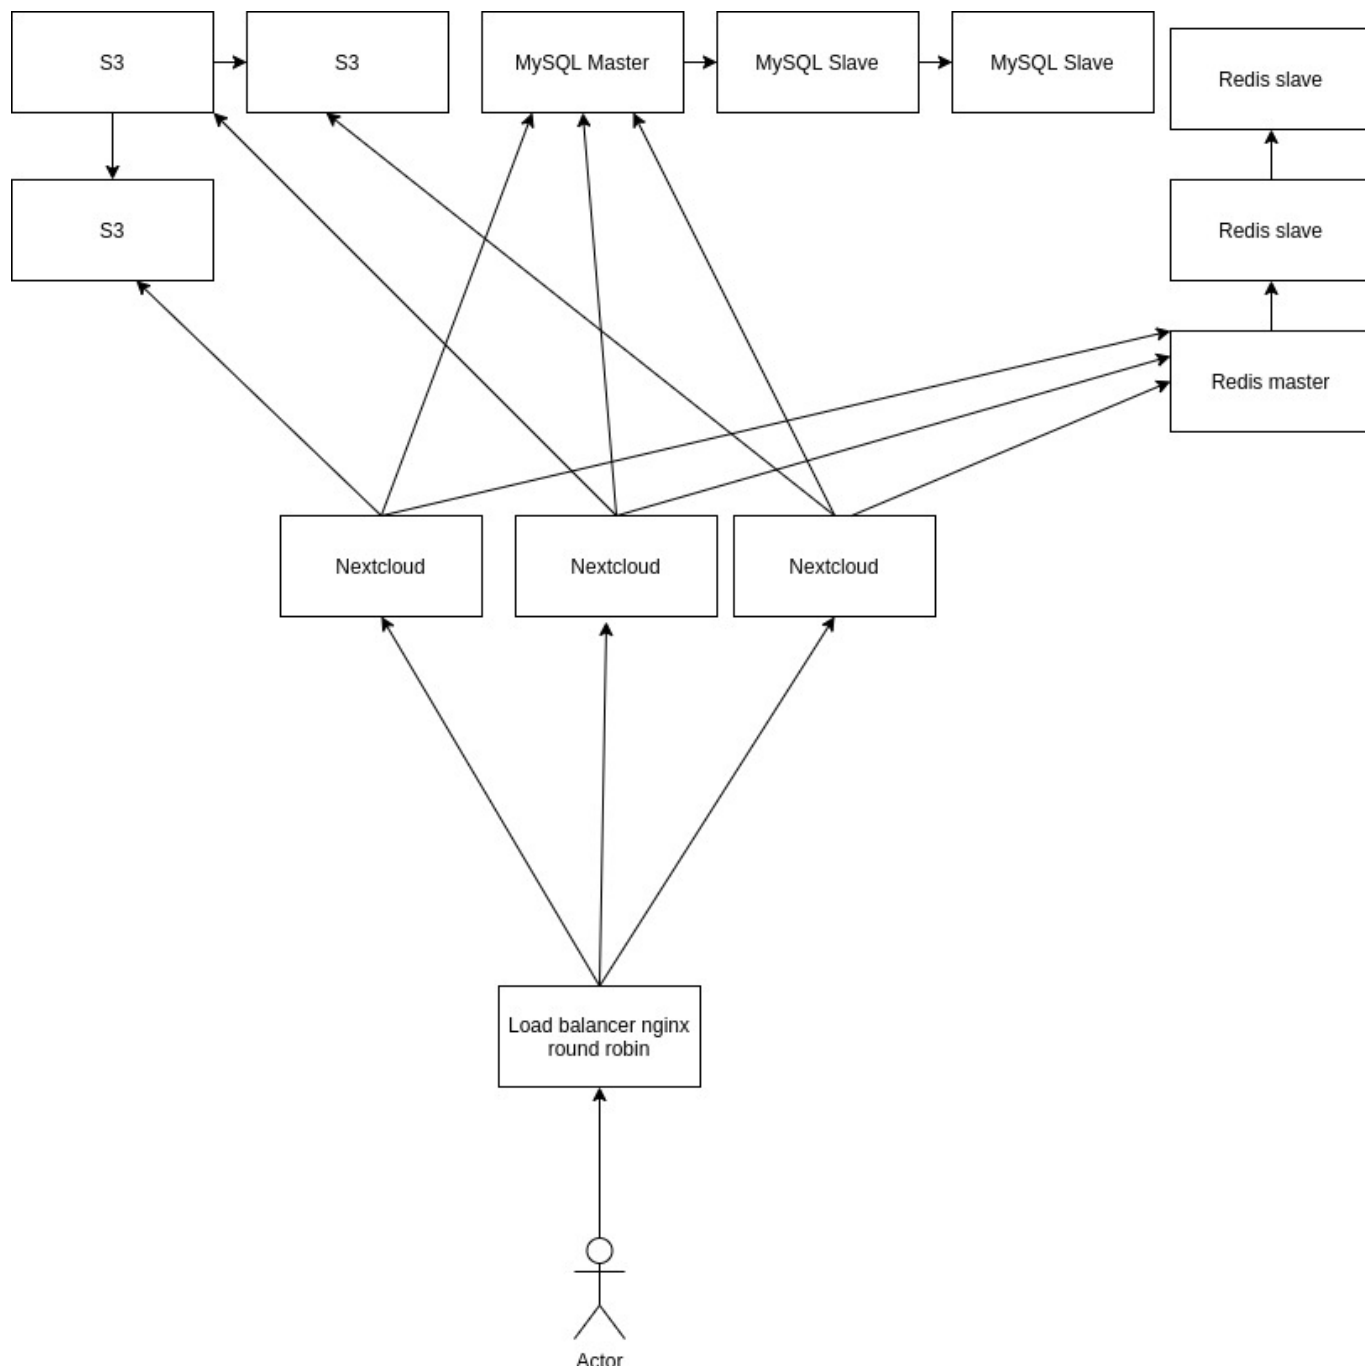 S3
S3
MySQL Master
MySQL Slave
MySQL Slave
Redis slave
S3
Redis slave
Redis master
Nextcloud
Nextcloud
Nextcloud
Load balancer nginx
round robin
Actor